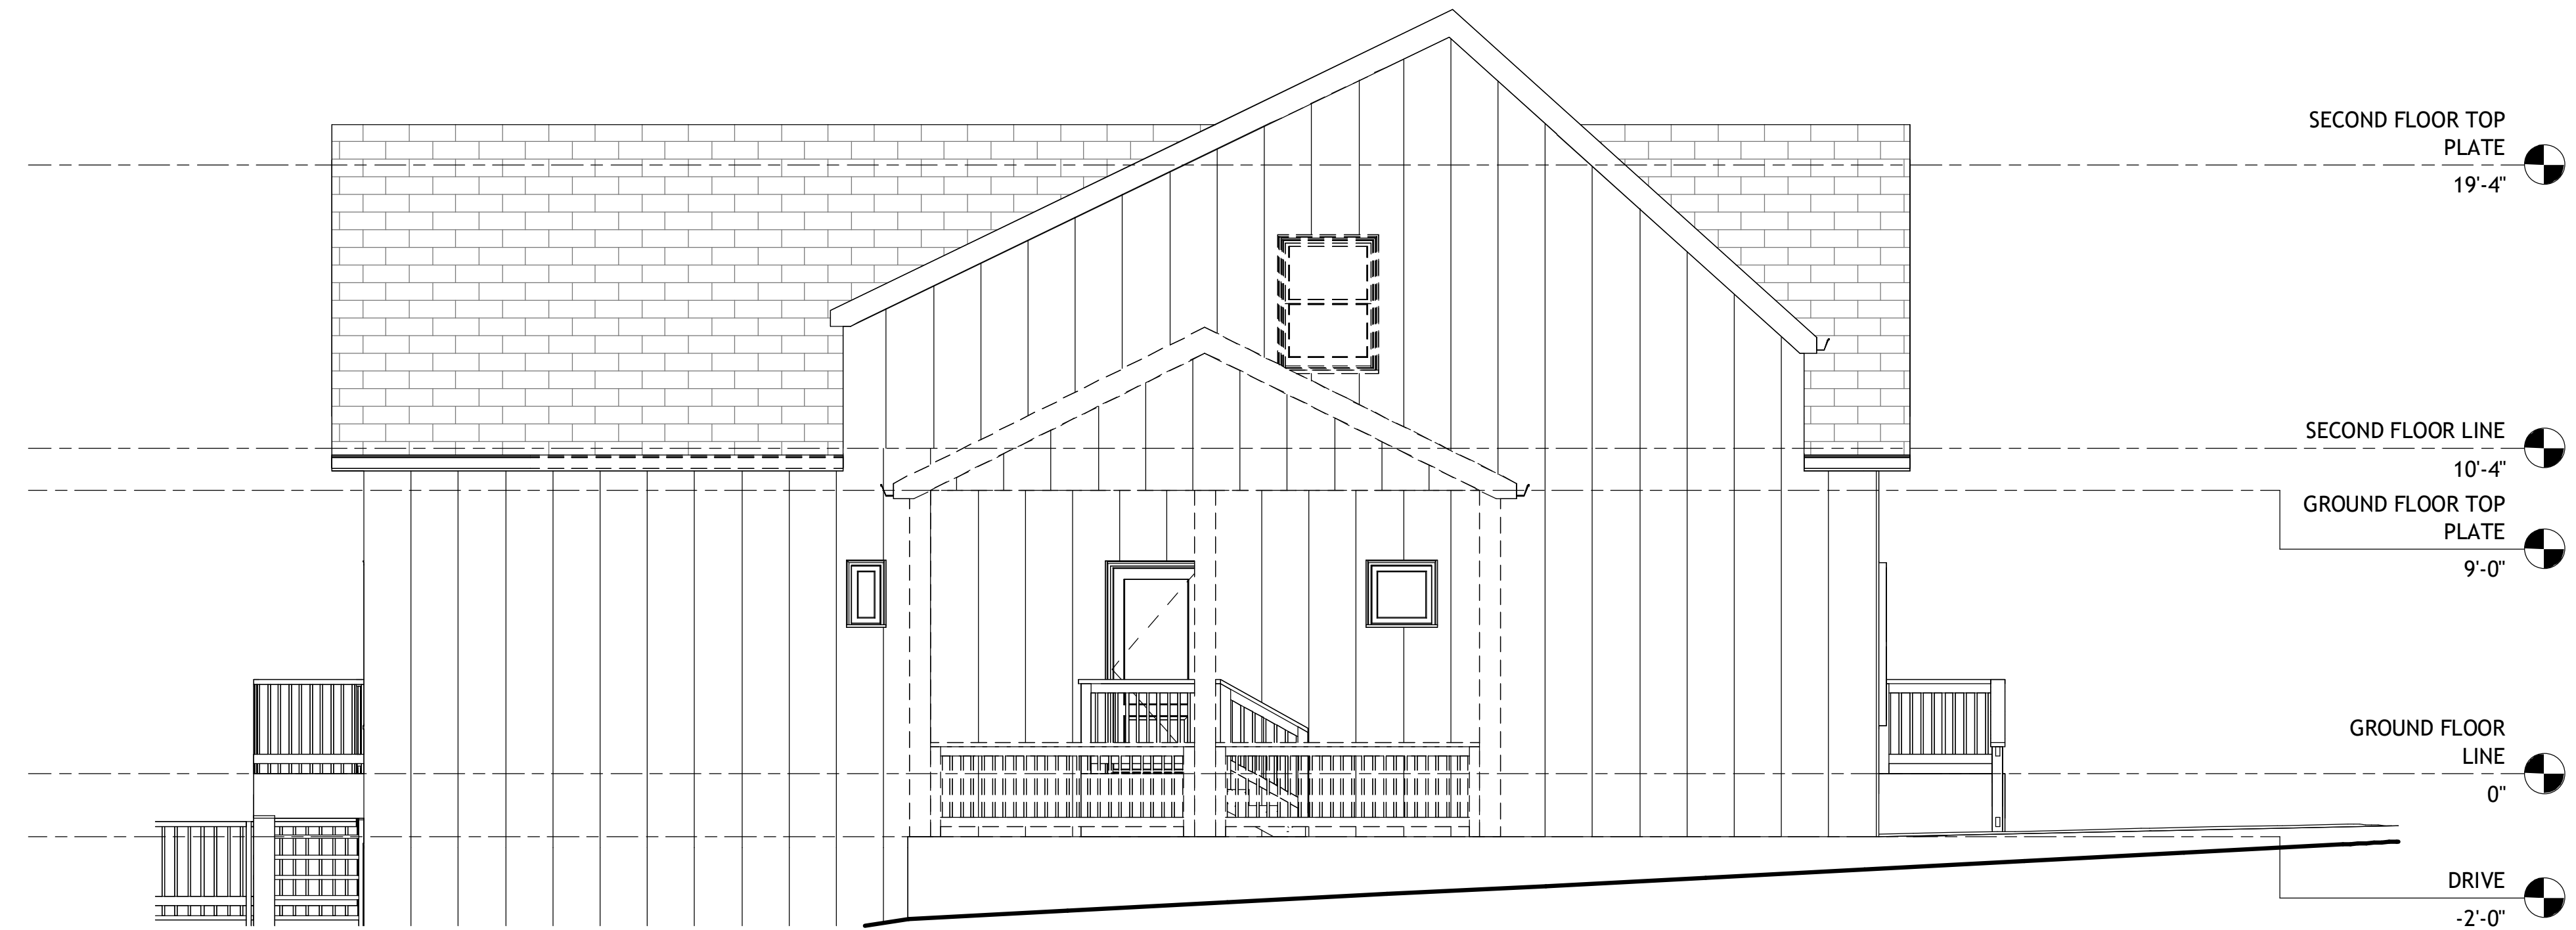 SECOND FLOOR TOP
PLATE
19'-4"
SECOND FLOOR LINE
10'-4"
GROUND FLOOR TOP
PLATE
9'-0"
GROUND FLOOR
LINE
0"
DRIVE
-2'-0"